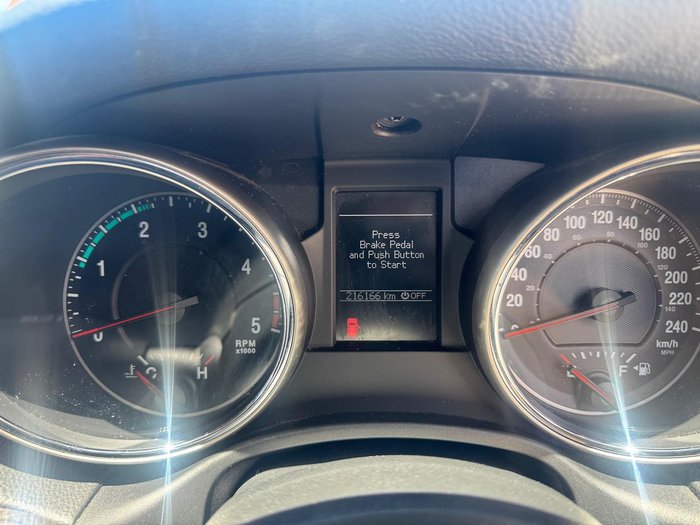 0
1
2
3
4
5
RPM
x1000
C
H
Press
Brake Pedal
and Push Button
to Start
216166 km OFF
0
20
40
60
80
100
120
140
160
180
200
220
240
km/h
MPH
E
F